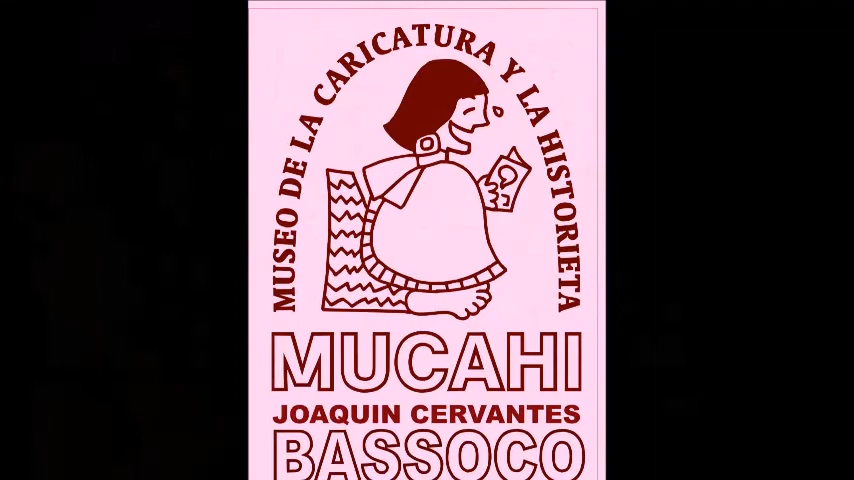 MUSEO DE LA CARICATURA Y LA HISTORIETA
MUCAHI
JOAQUIN CERVANTES
BASSOCO